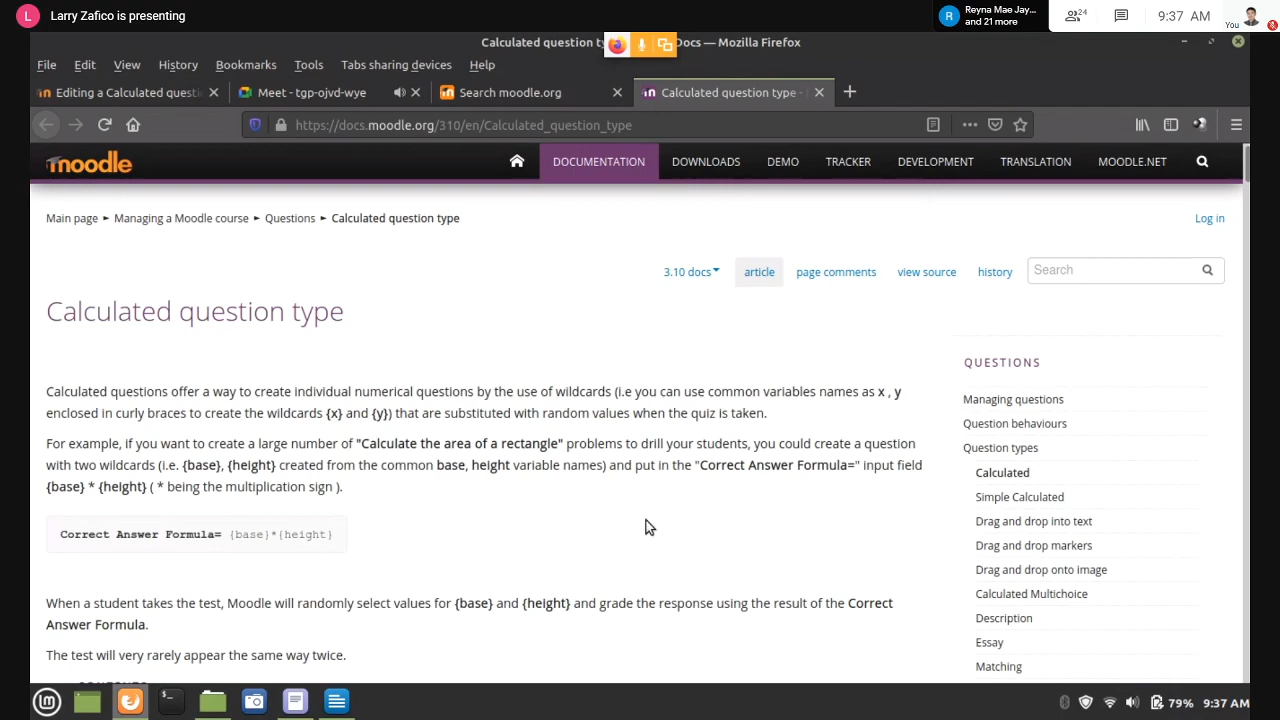 L Larry Zafico is presenting
R Reyna Mae Jay... and 21 more
24
9:37 AM
You
Calculated question ty Docs — Mozilla Firefox
File Edit View History Bookmarks Tools Tabs sharing devices Help
Editing a Calculated questi
Meet - tgp-ojvd-wye
Search moodle.org
Calculated question type -
https://docs.moodle.org/310/en/Calculated_question_type
moodle
DOCUMENTATION DOWNLOADS DEMO TRACKER DEVELOPMENT TRANSLATION MOODLE.NET
Main page ► Managing a Moodle course ► Questions ► Calculated question type
Log in
3.10 docs article page comments view source history Search
Calculated question type
Calculated questions offer a way to create individual numerical questions by the use of wildcards (i.e you can use common variables names as x , y
enclosed in curly braces to create the wildcards {x} and {y}) that are substituted with random values when the quiz is taken.
For example, if you want to create a large number of "Calculate the area of a rectangle" problems to drill your students, you could create a question
with two wildcards (i.e. {base}, {height} created from the common base, height variable names) and put in the "Correct Answer Formula=" input field
{base} * {height} ( * being the multiplication sign ).
Correct Answer Formula= {base}*{height}
When a student takes the test, Moodle will randomly select values for {base} and {height} and grade the response using the result of the Correct
Answer Formula.
The test will very rarely appear the same way twice.
QUESTIONS
Managing questions
Question behaviours
Question types
Calculated
Simple Calculated
Drag and drop into text
Drag and drop markers
Drag and drop onto image
Calculated Multichoice
Description
Essay
Matching
79% 9:37 AM